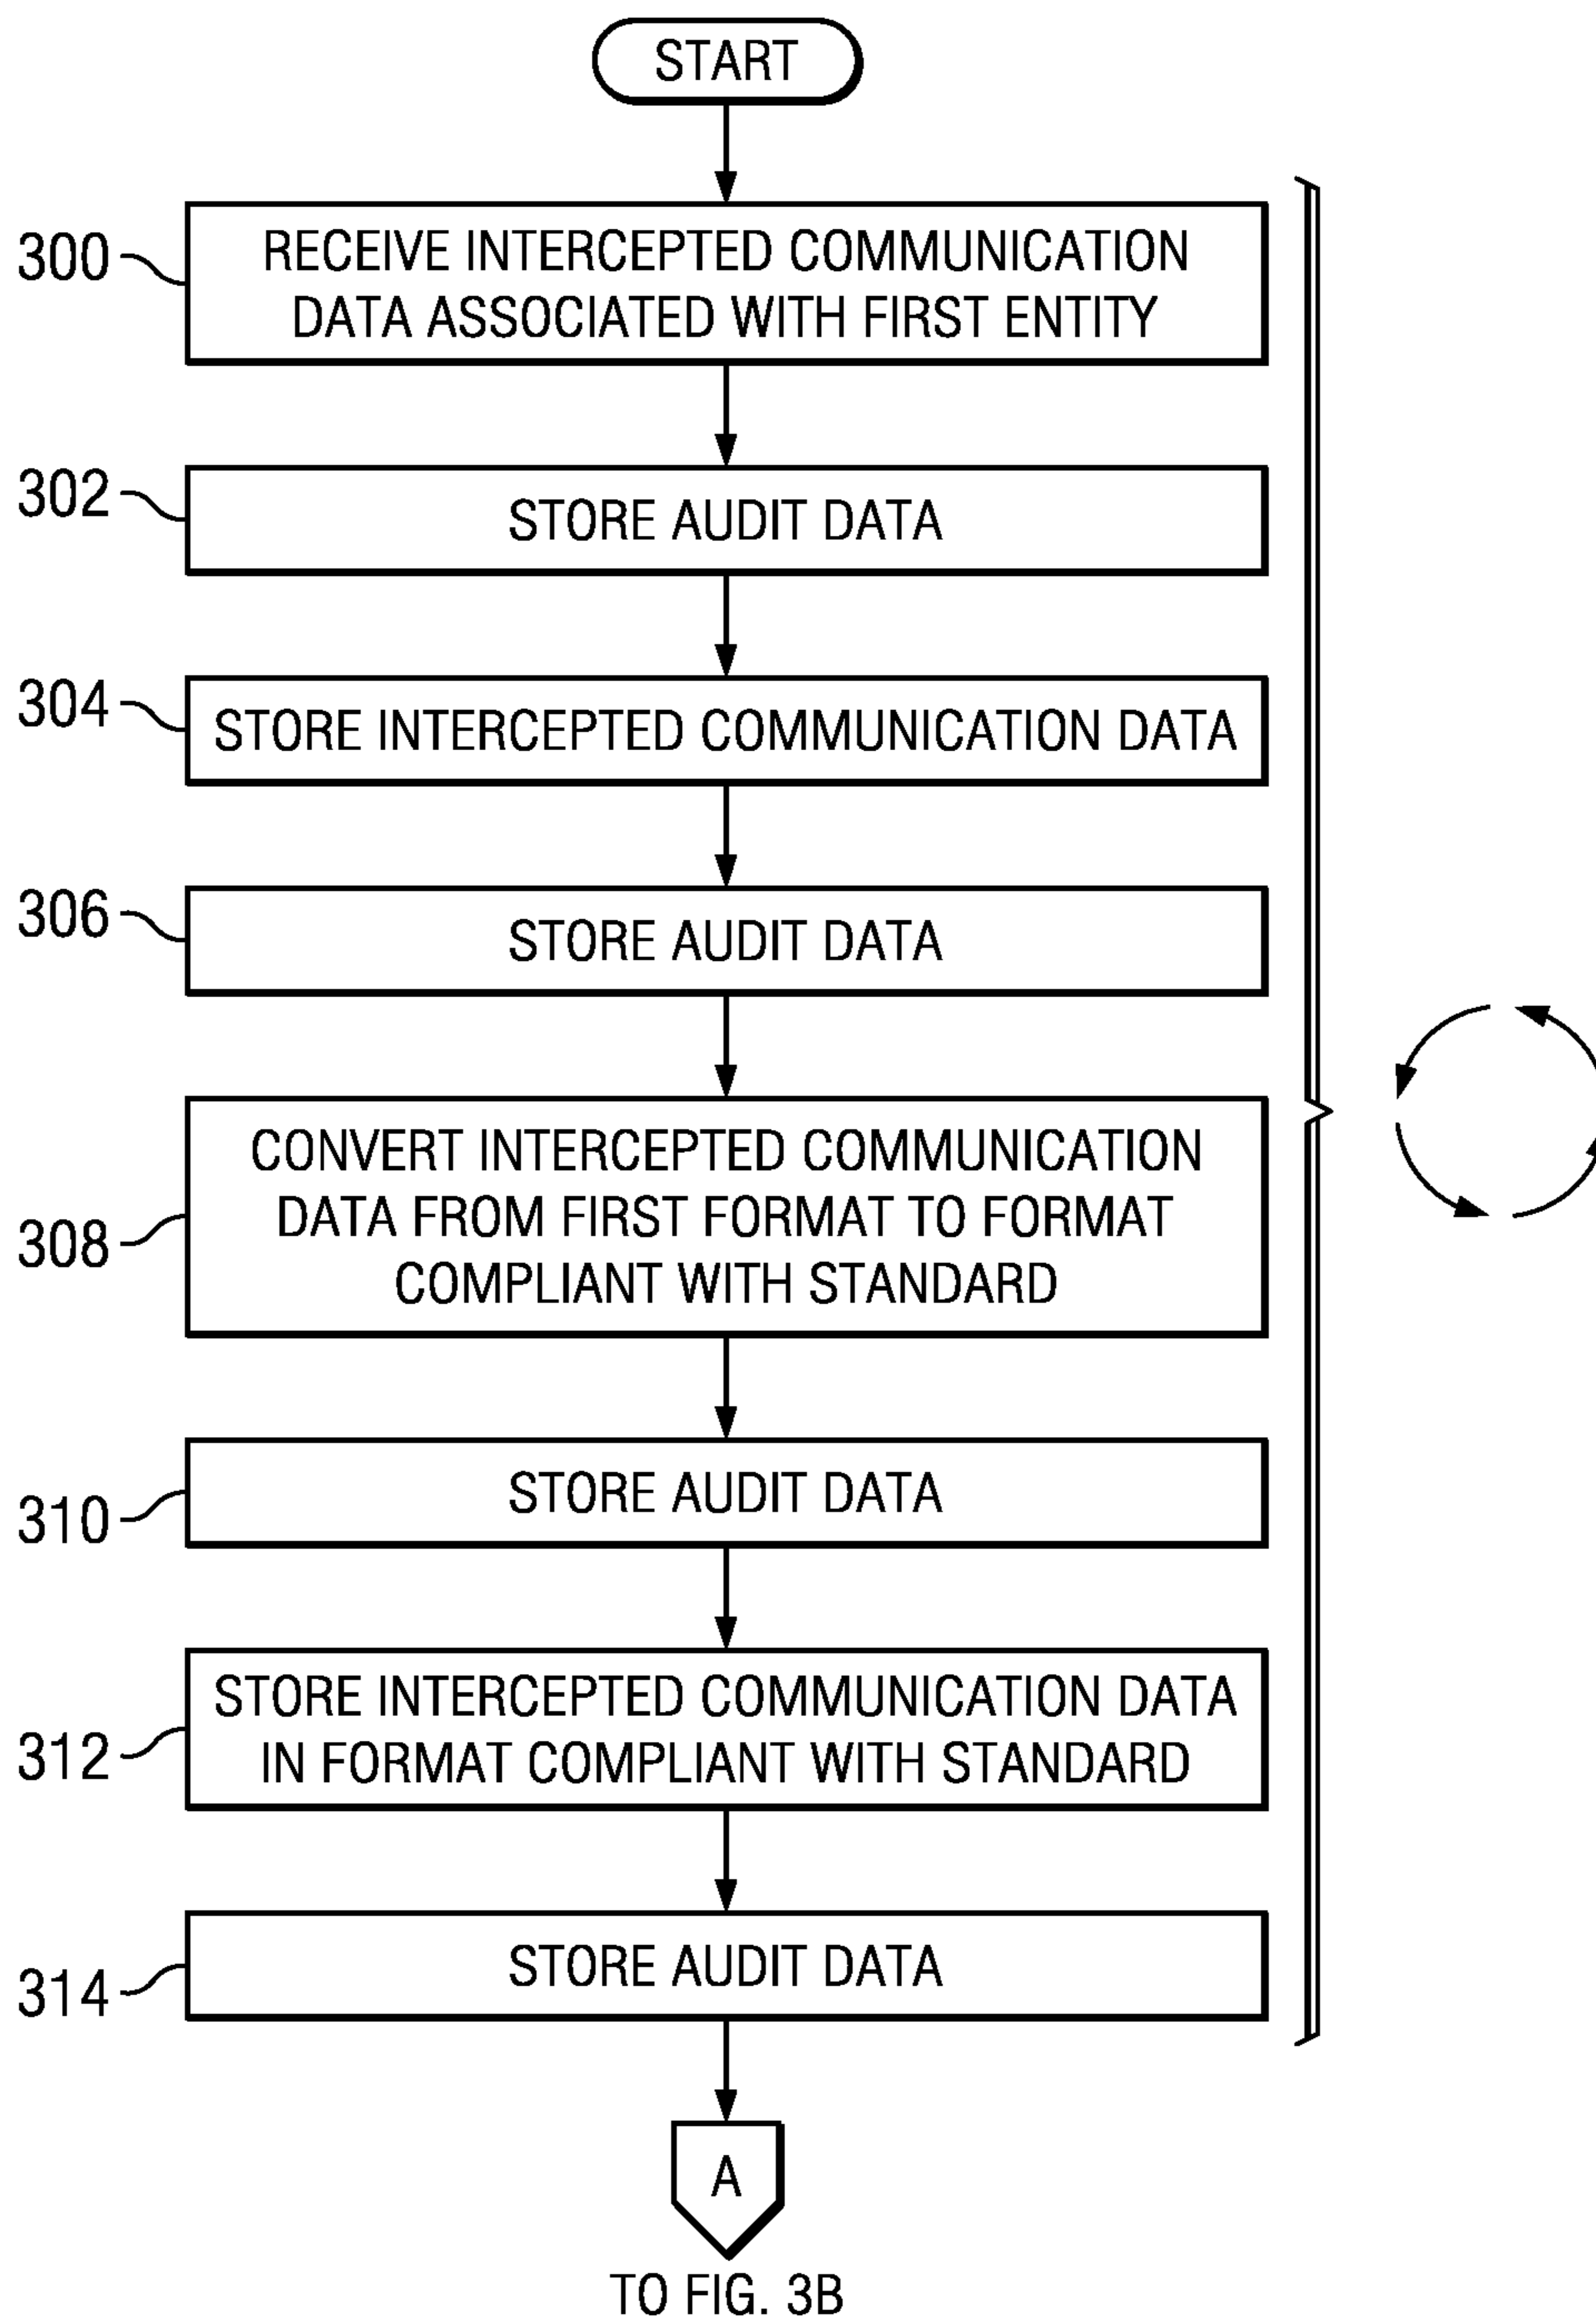 START
300
RECEIVE INTERCEPTED COMMUNICATION
DATA ASSOCIATED WITH FIRST ENTITY
302
STORE AUDIT DATA
304
STORE INTERCEPTED COMMUNICATION DATA
306
STORE AUDIT DATA
308
CONVERT INTERCEPTED COMMUNICATION
DATA FROM FIRST FORMAT TO FORMAT
COMPLIANT WITH STANDARD
310
STORE AUDIT DATA
312
STORE INTERCEPTED COMMUNICATION DATA
IN FORMAT COMPLIANT WITH STANDARD
314
STORE AUDIT DATA
A
TO FIG. 3B